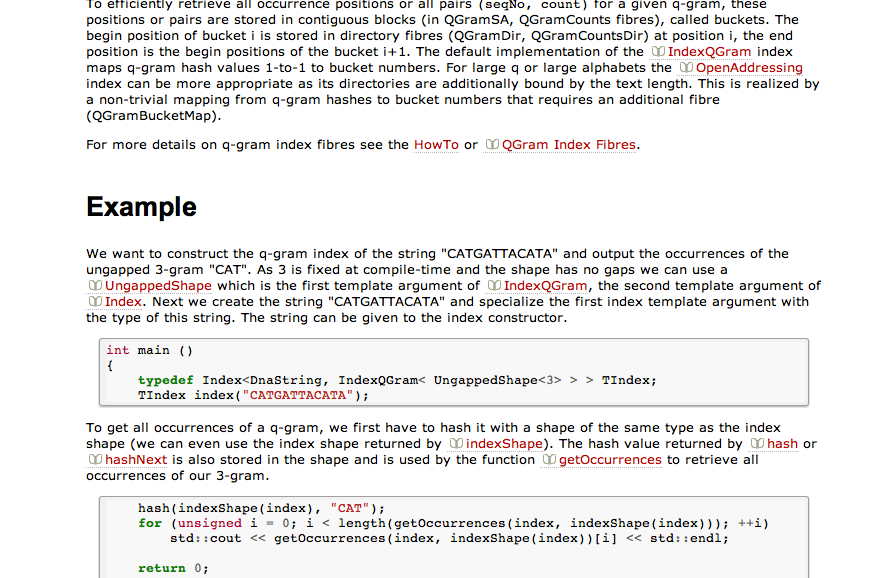 To efficiently retrieve all occurrence positions or all pairs (seqNo, count) for a given q-gram, these
positions or pairs are stored in contiguous blocks (in QGramSA, QGramCounts fibres), called buckets. The
begin position of bucket i is stored in directory fibres (QGramDir, QGramCountsDir) at position i, the end
position is the begin positions of the bucket i+1. The default implementation of the IndexQGram index
maps q-gram hash values 1-to-1 to bucket numbers. For large q or large alphabets the OpenAddressing
index can be more appropriate as its directories are additionally bound by the text length. This is realized by
a non-trivial mapping from q-gram hashes to bucket numbers that requires an additional fibre
(QGramBucketMap).
For more details on q-gram index fibres see the HowTo or QGram Index Fibres.
Example
We want to construct the q-gram index of the string "CATGATTACATA" and output the occurrences of the
ungapped 3-gram "CAT". As 3 is fixed at compile-time and the shape has no gaps we can use a
UngappedShape which is the first template argument of IndexQGram, the second template argument of
Index. Next we create the string "CATGATTACATA" and specialize the first index template argument with
the type of this string. The string can be given to the index constructor.
int main ()
{
    typedef Index<DnaString, IndexQGram< UngappedShape<3> > > TIndex;
    TIndex index("CATGATTACATA");
To get all occurrences of a q-gram, we first have to hash it with a shape of the same type as the index
shape (we can even use the index shape returned by indexShape). The hash value returned by hash or
hashNext is also stored in the shape and is used by the function getOccurrences to retrieve all
occurrences of our 3-gram.
    hash(indexShape(index), "CAT");
    for (unsigned i = 0; i < length(getOccurrences(index, indexShape(index))); ++i)
        std::cout << getOccurrences(index, indexShape(index))[i] << std::endl;
    return 0;